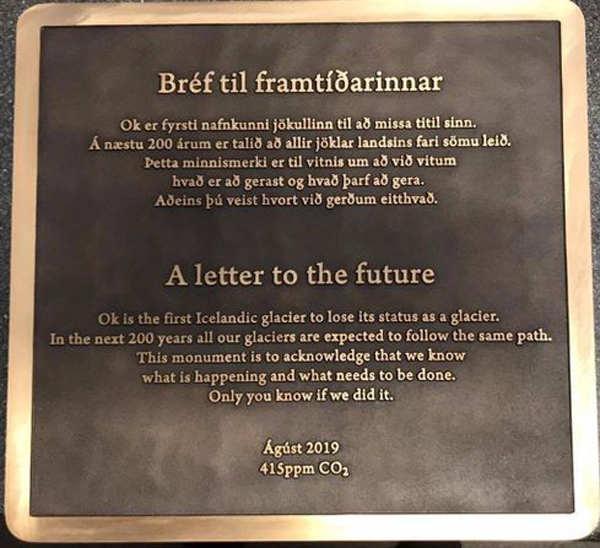 Bréf til framtíðarinnar
Ok er fyrsti nafnkunni jökullinn til að missa titil sinn.
Á næstu 200 árum er talið að allir jöklar landsins fari sömu leið.
Þetta minnismerki er til vitnis um að við vitum
hvað er að gerast og hvað þarf að gera.
Aðeins þú veist hvort við gerðum eitthvað.
A letter to the future
Ok is the first Icelandic glacier to lose its status as a glacier.
In the next 200 years all our glaciers are expected to follow the same path.
This monument is to acknowledge that we know
what is happening and what needs to be done.
Only you know if we did it.
Ágúst 2019
415ppm CO₂